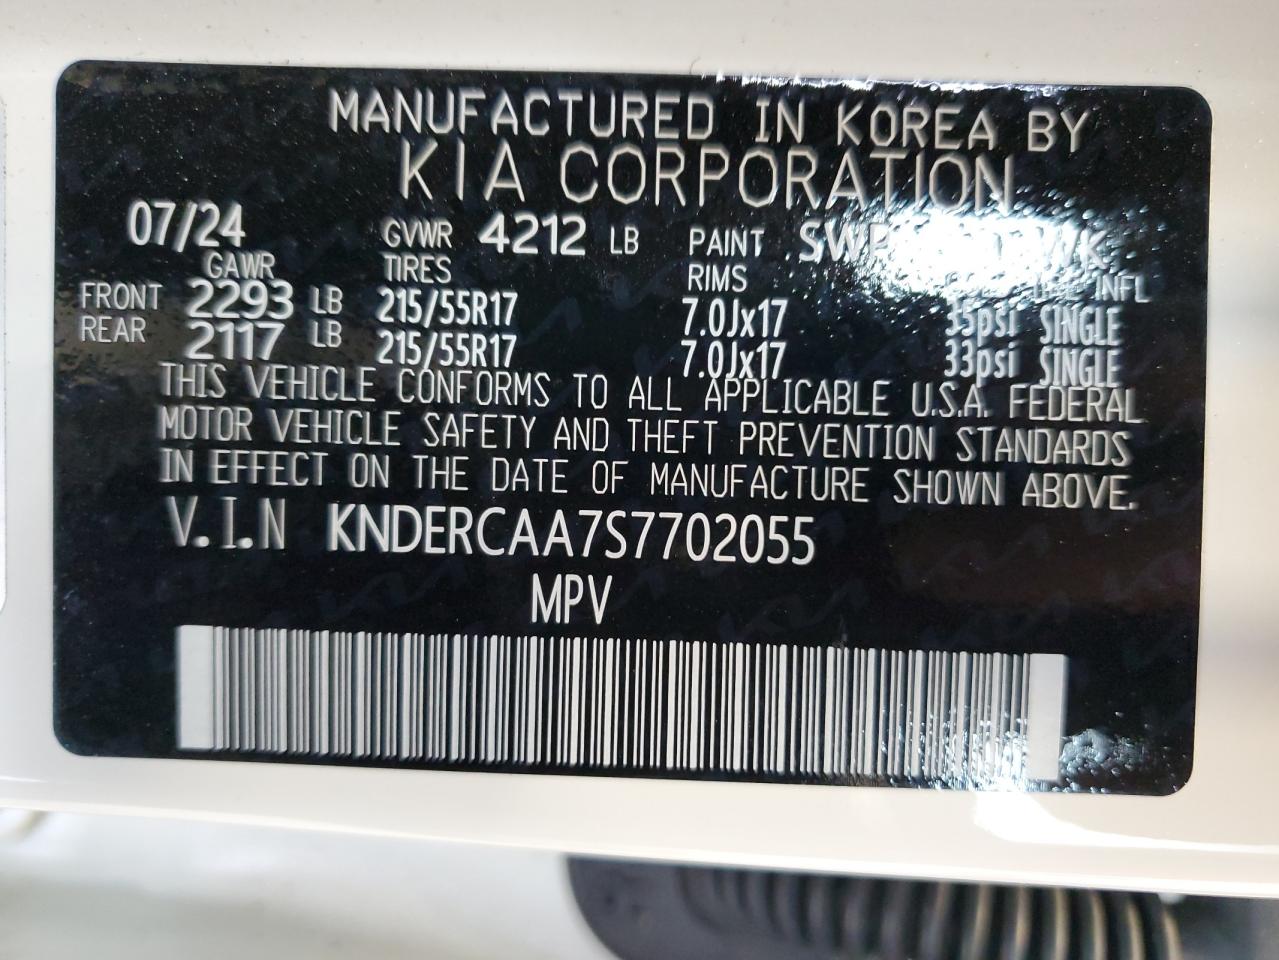 MANUFACTURED IN KOREA BY
KIA CORPORATION
07/24 GVWR 4212 LB PAINT
GAWR TIRES RIMS INFL
FRONT 2293 LB 215/55R17 7.0Jx17 35psi SINGLE
REAR 2117 LB 215/55R17 7.0Jx17 33psi SINGLE
THIS VEHICLE CONFORMS TO ALL APPLICABLE U.S.A. FEDERAL
MOTOR VEHICLE SAFETY AND THEFT PREVENTION STANDARDS
IN EFFECT ON THE DATE OF MANUFACTURE SHOWN ABOVE.
V.I.N KNDERCAA7S7702055
MPV